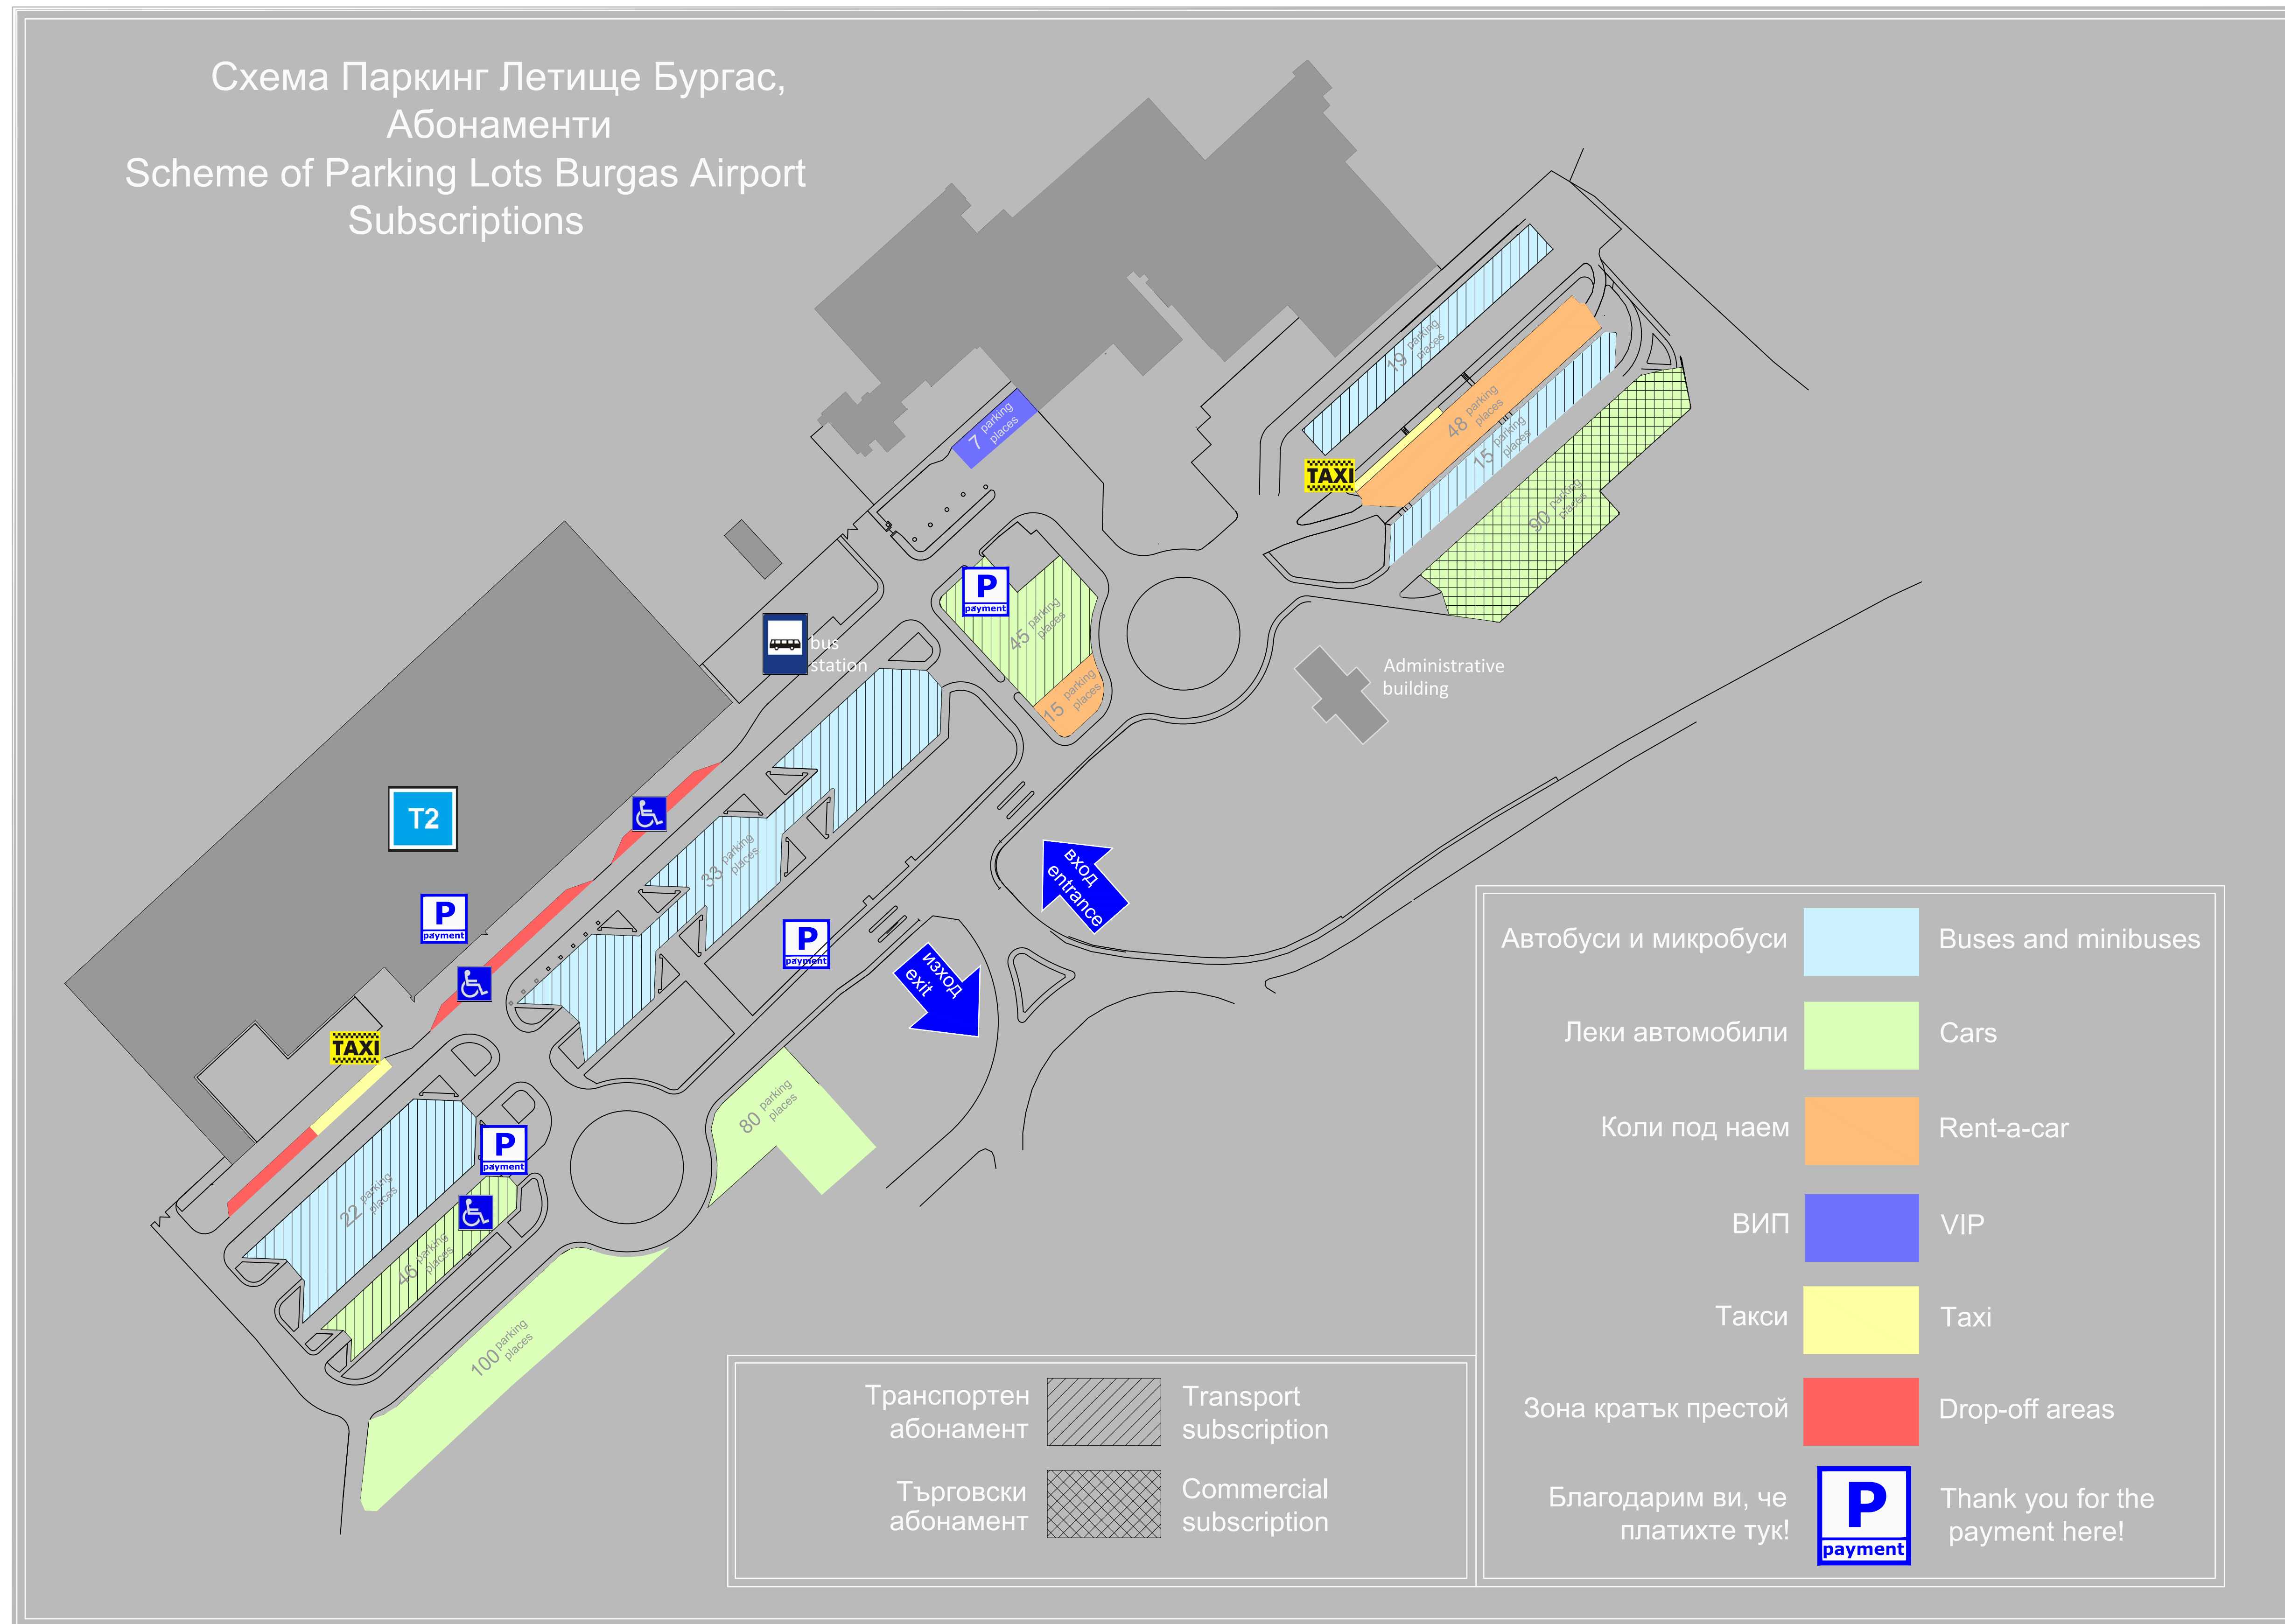 Схема Паркинг Летище Бургас,
Абонаменти
Scheme of Parking Lots Burgas Airport
Subscriptions
19 parking places
7 parking places
48 parking places
15 parking places
TAXI
90 parking places
P
payment
45 parking places
bus
station
15 parking places
Administrative
building
T2
33 parking places
вход
entrance
P
payment
P
payment
изход
exit
TAXI
80 parking places
P
payment
22 parking places
46 parking places
100 parking places
Автобуси и микробуси
Buses and minibuses
Леки автомобили
Cars
Коли под наем
Rent-a-car
ВИП
VIP
Такси
Taxi
Зона кратък престой
Drop-off areas
Благодарим ви, че
платихте тук!
P
payment
Thank you for the
payment here!
Транспортен
абонамент
Transport
subscription
Търговски
абонамент
Commercial
subscription